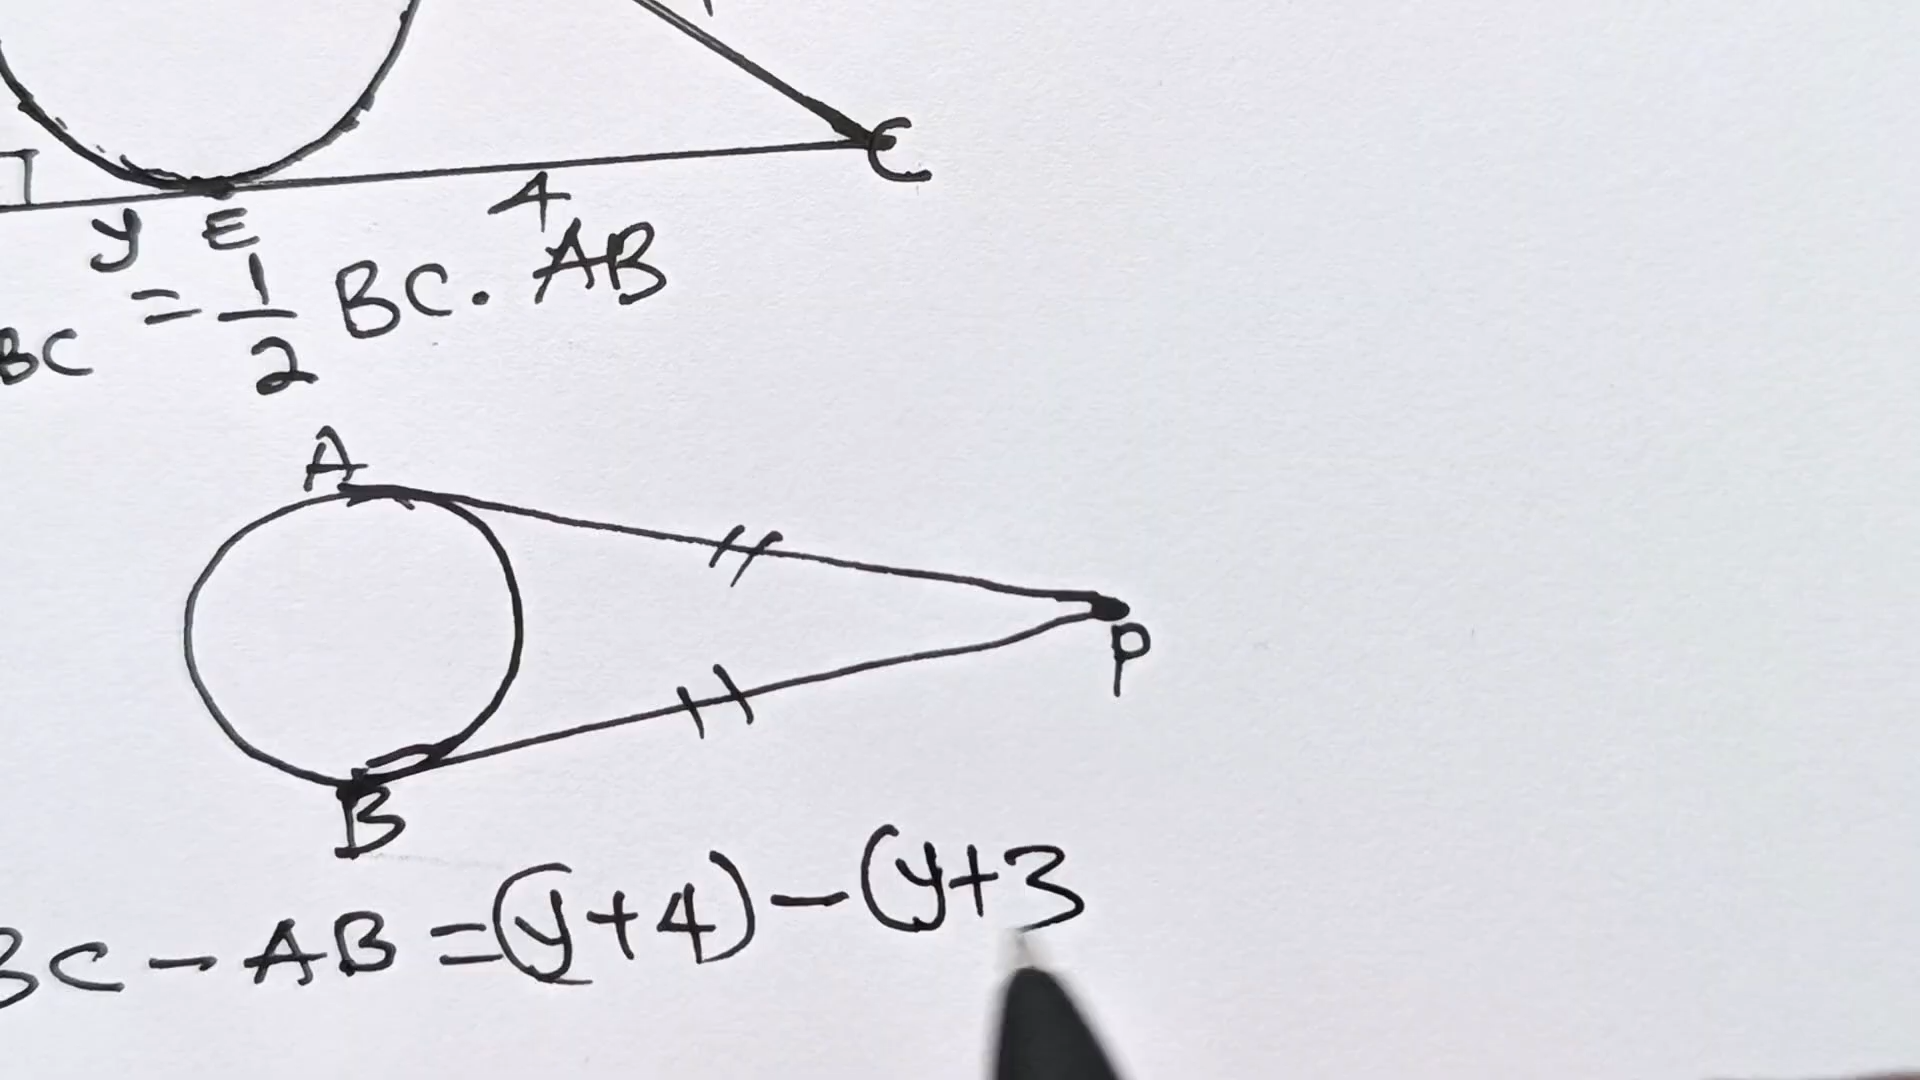 C
4
y E
BC = 1/2 BC. AB
A
P
B
BC - AB = (y+4) - (y+3